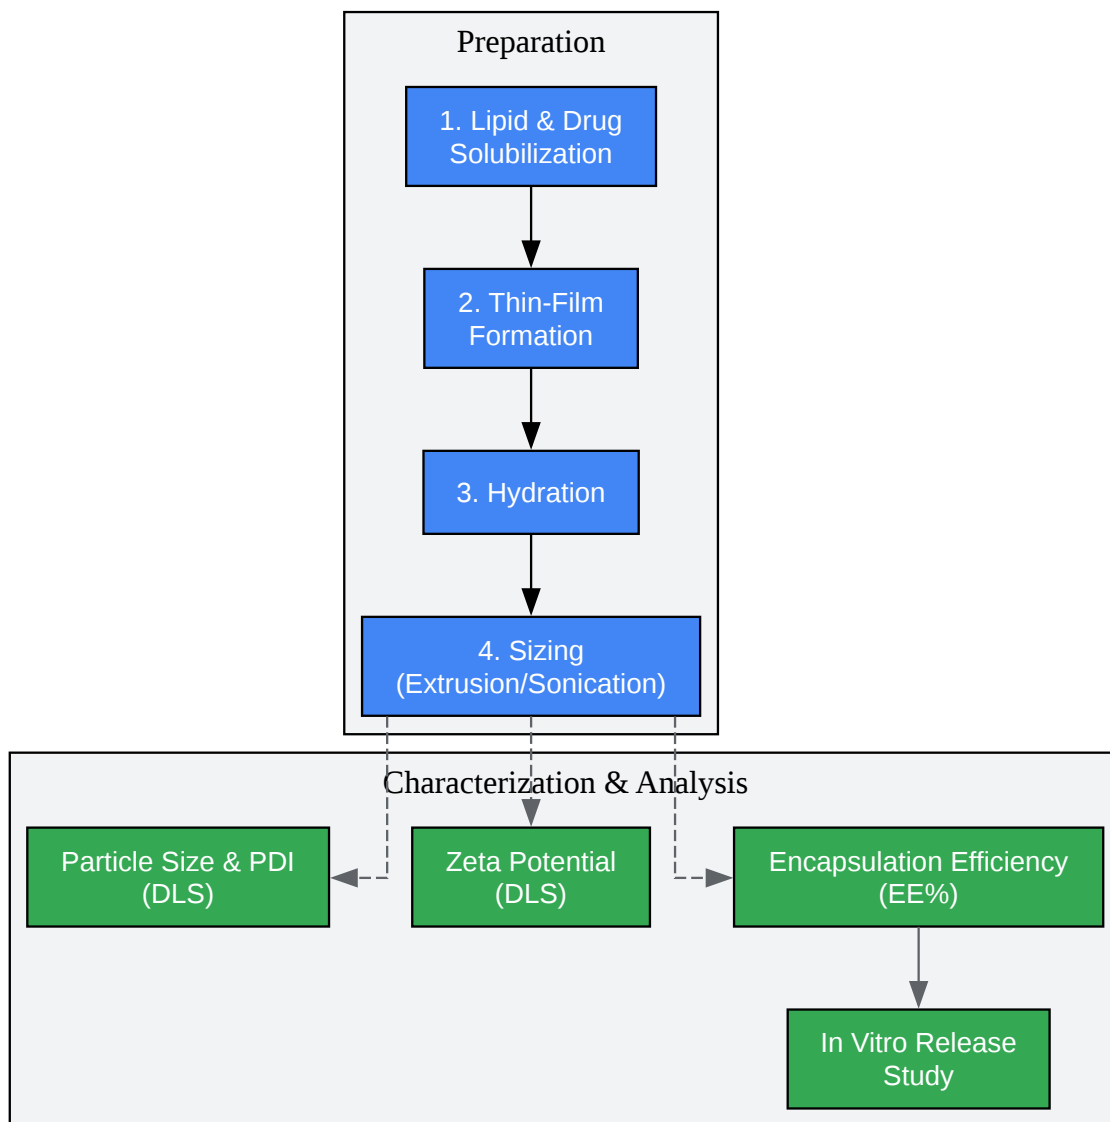 Preparation
1. Lipid & Drug
Solubilization
2. Thin-Film
Formation
3. Hydration
4. Sizing
(Extrusion/Sonication)
Characterization & Analysis
Particle Size & PDI
(DLS)
Zeta Potential
(DLS)
Encapsulation Efficiency
(EE%)
In Vitro Release
Study